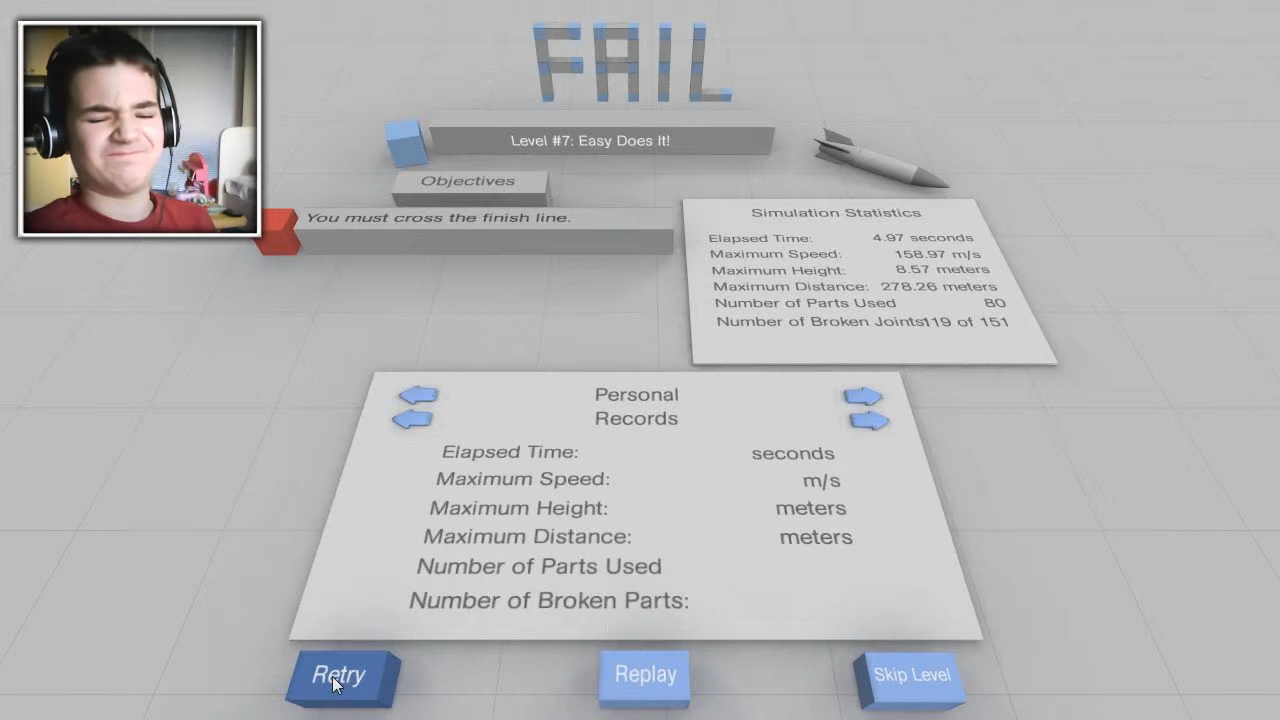 FAIL
Level #7: Easy Does It!
Objectives
You must cross the finish line.
Simulation Statistics
Elapsed Time: 4.97 seconds
Maximum Speed: 158.97 m/s
Maximum Height: 8.57 meters
Maximum Distance: 278.26 meters
Number of Parts Used 80
Number of Broken Joints119 of 151
Personal
Records
Elapsed Time: seconds
Maximum Speed: m/s
Maximum Height: meters
Maximum Distance: meters
Number of Parts Used
Number of Broken Parts:
Retry Replay Skip Level